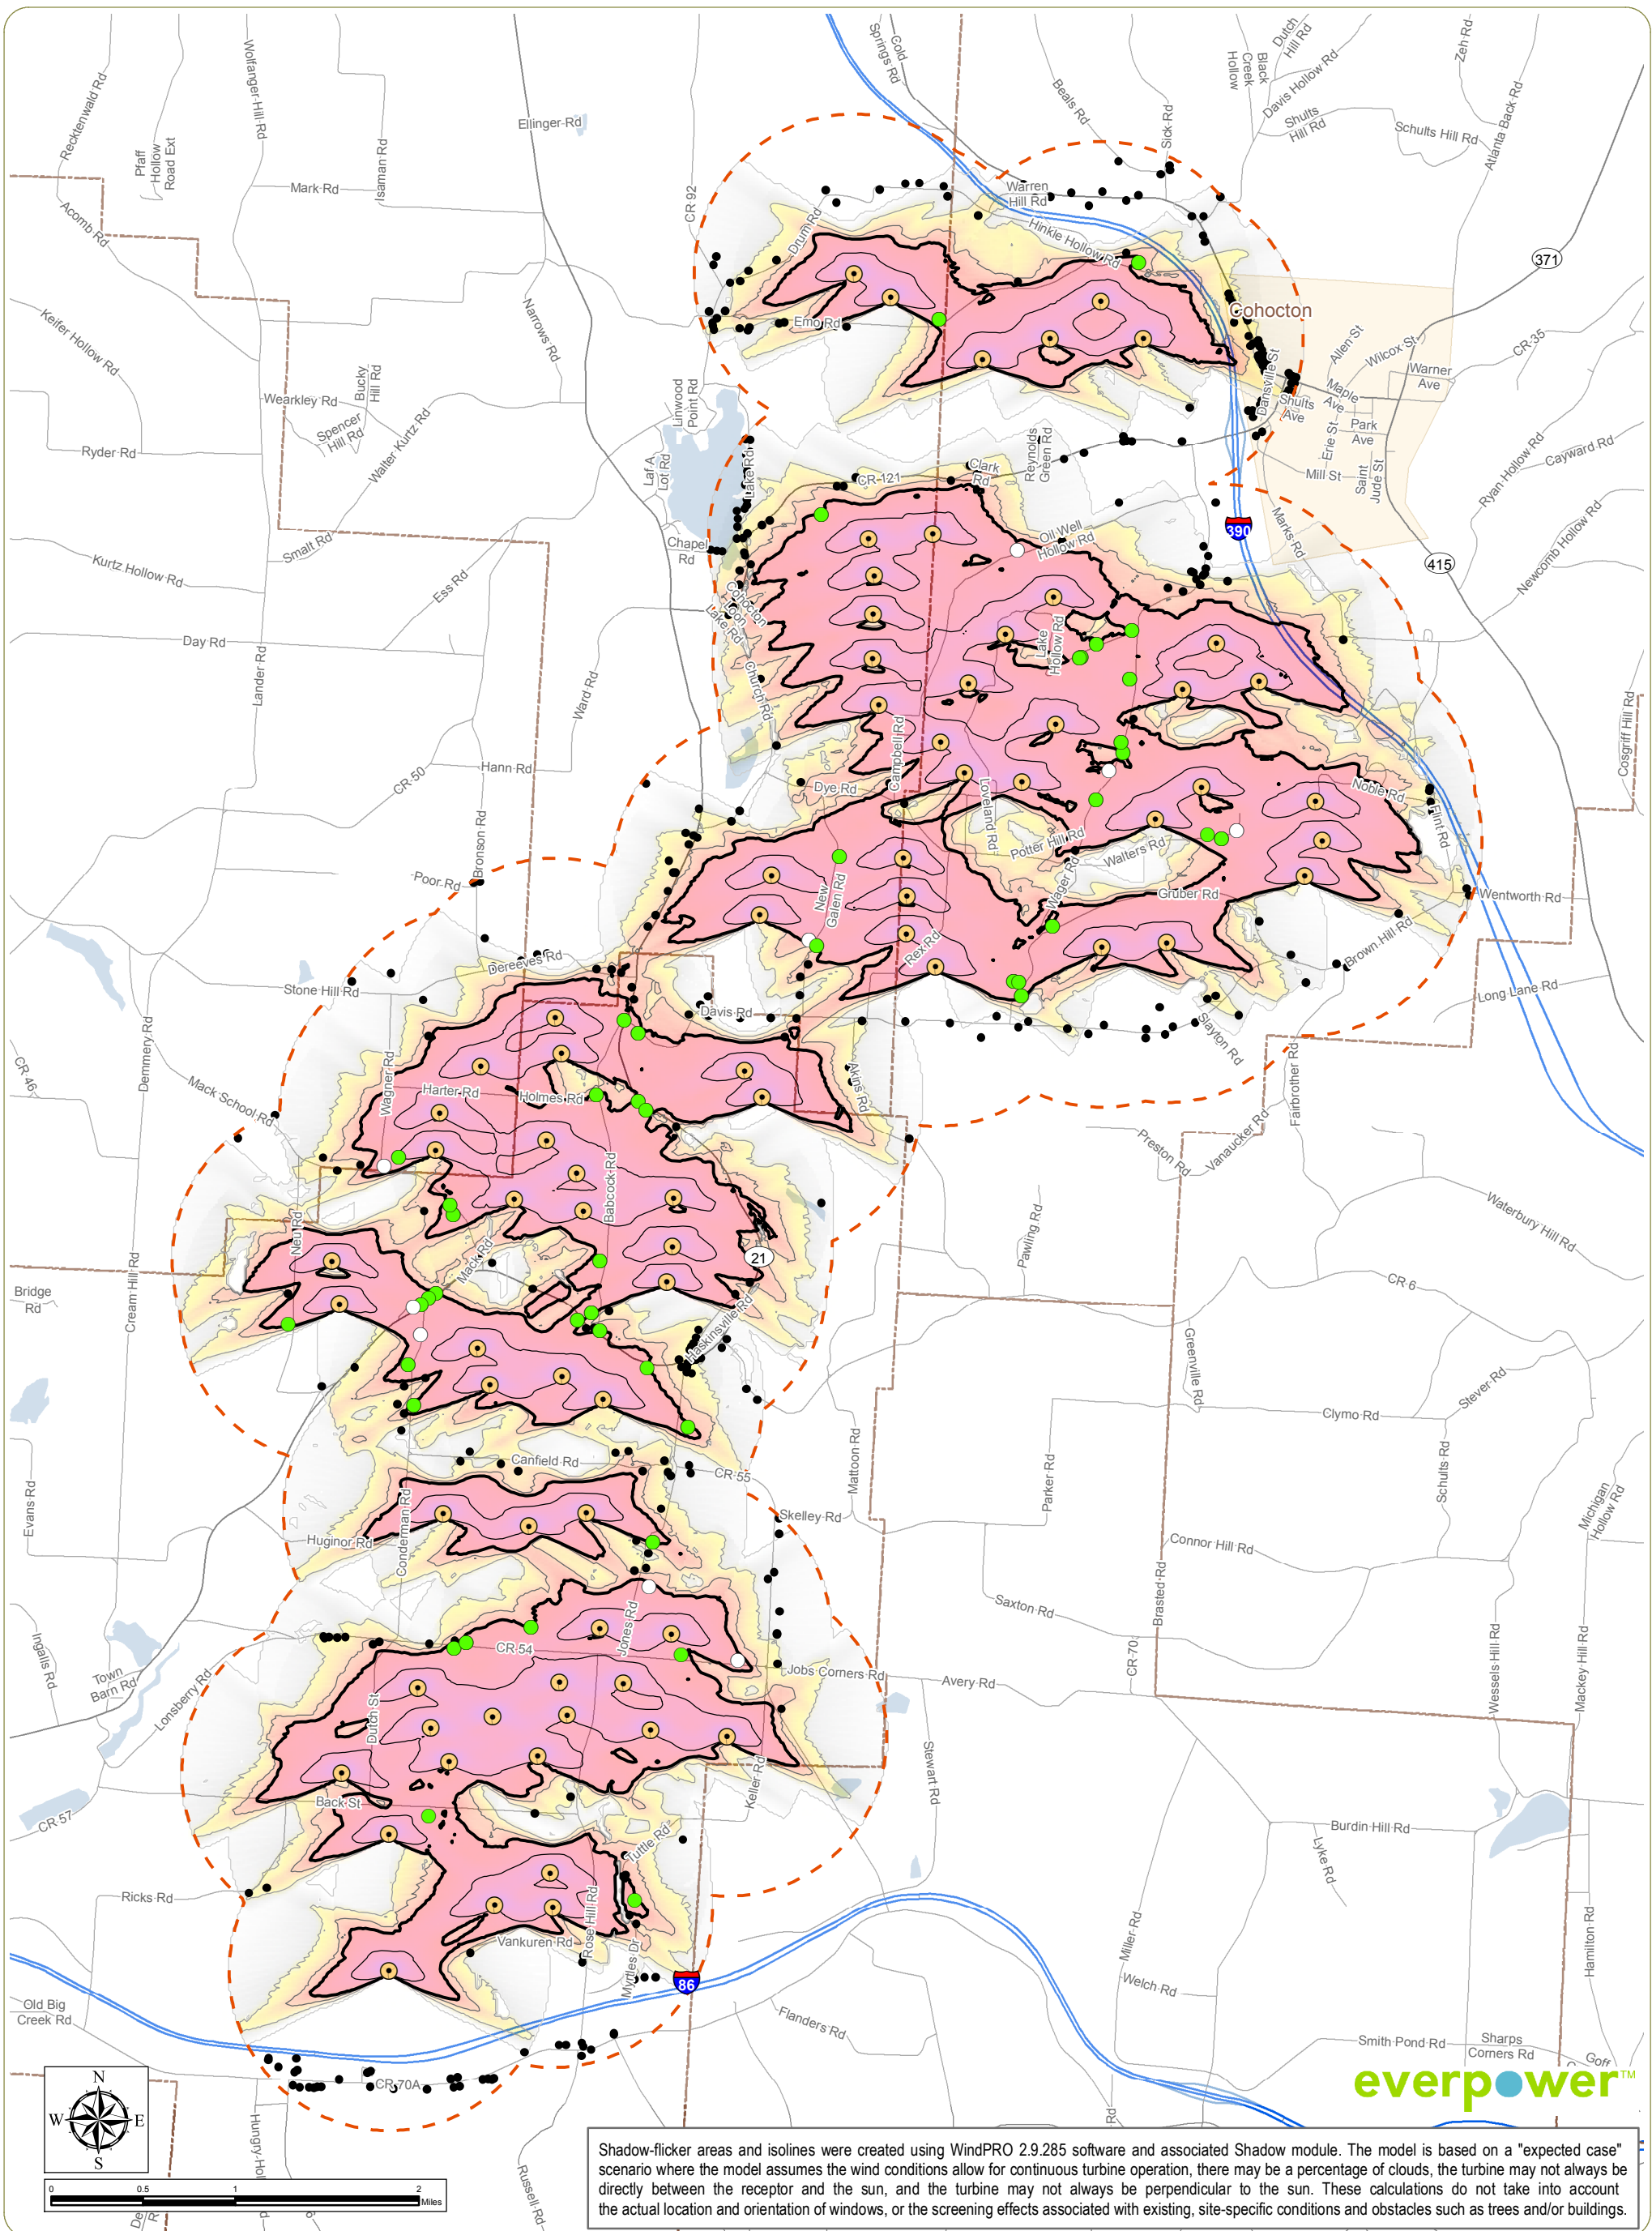 Cold
Springs Rd
Dutch
Hill Rd
Black
Creek
Hollow
Davis Hollow Rd
Zeh Rd
Recktenwald Rd
Wolfanger Hill Rd
Pfaff
Hollow
Road Ext
Isaman Rd
Ellinger Rd
Beals Rd
Sick Rd
Shults
Hill Rd
Schults Hill Rd
Atlanta Back Rd
Mark Rd
CR 92
Warren
Hill Rd
Acomb Rd
Drum Rd
Hinkle Hollow Rd
371
Keifer Hollow Rd
Narrows Rd
Emo Rd
Cohocton
Allen St
Wilcox St
CR 35
Warner
Ave
Dansville St
Maple
Ave
Shults
Ave
Park
Ave
Erie St
Mill St
Saint
Jude St
Bucky
Hill Rd
Wearkley Rd
Spencer
Hill Rd
Walter Kurtz Rd
Linwood
Point Rd
Laf A
Lot Rd
Lake Rd
Reynolds
Green Rd
Clark
Rd
CR 121
Ryder Rd
Cayward Rd
Ryan Hollow Rd
390
Marks Rd
415
Oil Well
Hollow Rd
Newcomb Hollow Rd
Chapel
Rd
Smalt Rd
Kurtz Hollow Rd
Ess Rd
Cohocton
Loon
Lake Rd
Lake
Hollow Rd
Day Rd
Lander Rd
Ward Rd
Church Rd
Campbell Rd
Cosgriff Hill Rd
CR 50
Hann Rd
Dye Rd
Loveland Rd
Noble Rd
Flint Rd
Bronson Rd
Potter Hill Rd
Walters Rd
Wager Rd
Gruber Rd
Poor Rd
New
Galen Rd
Wentworth Rd
Rex Rd
Brown Hill Rd
Dereeves Rd
Stone Hill Rd
Davis Rd
Long Lane Rd
Slayton Rd
Demmery Rd
CR 46
Mack School Rd
Wagner Rd
Harter Rd
Holmes Rd
Akins Rd
Fairbrother Rd
Vanaucker Rd
Preston Rd
Babcock Rd
Neu Rd
Mack Rd
21
Pawling Rd
Waterbury Hill Rd
CR 6
Bridge
Rd
Cream Hill Rd
Haskinsville Rd
Greenville Rd
Stever Rd
Clymo Rd
Mattoon Rd
Canfield Rd
CR 55
Parker Rd
Schults Rd
Evans Rd
Conderman Rd
Skelley Rd
Michigan
Hollow Rd
Huginor Rd
Connor Hill Rd
Saxton Rd
Brasted Rd
Ingalls Rd
Jones Rd
CR 54
Jobs Corners Rd
Avery Rd
CR 70
Wessels Hill Rd
Mackey Hill Rd
Town
Barn Rd
Lonsberry Rd
Dutch St
Stewart Rd
Keller Rd
Back St
CR 57
Burdin Hill Rd
Tuttle Rd
Lyke Rd
Ricks Rd
Rose Hill Rd
Vankuren Rd
Myrtles Dr
86
Miller Rd
Hamilton Rd
Welch Rd
Old Big
Creek Rd
Flanders Rd
Smith Pond Rd
Sharps
Corners Rd
Goff
CR 70A
Rd
Russell Rd
everpower™
N
W E
S
0 0.5 1 2
Miles
Shadow-flicker areas and isolines were created using WindPRO 2.9.285 software and associated Shadow module. The model is based on a "expected case"
scenario where the model assumes the wind conditions allow for continuous turbine operation, there may be a percentage of clouds, the turbine may not always be
directly between the receptor and the sun, and the turbine may not always be perpendicular to the sun. These calculations do not take into account
the actual location and orientation of windows, or the screening effects associated with existing, site-specific conditions and obstacles such as trees and/or buildings.